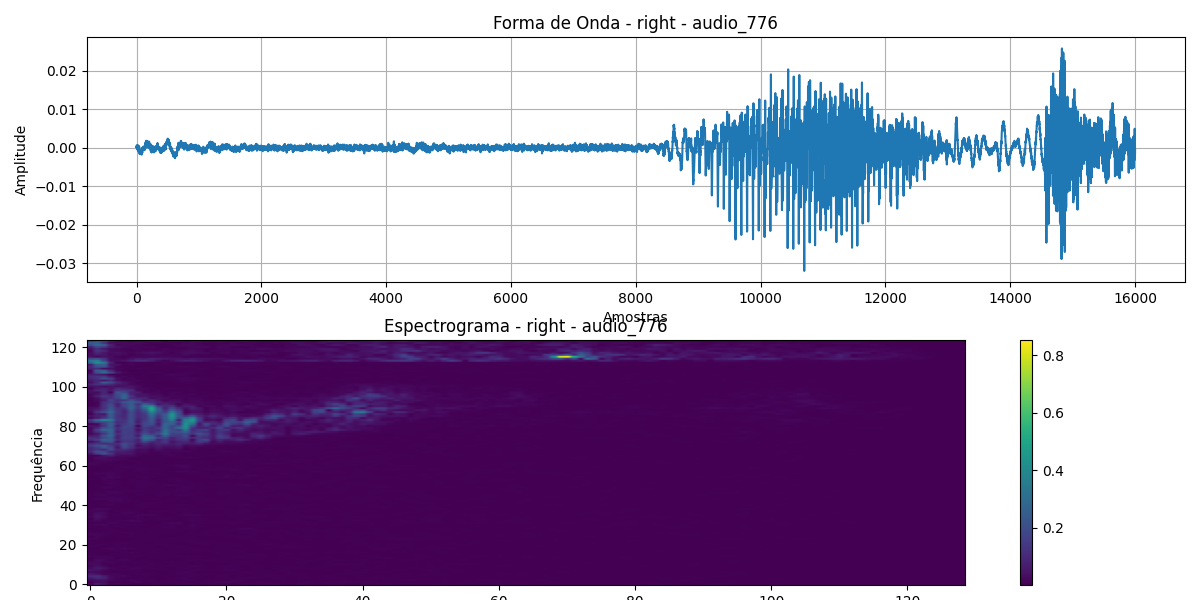 Forma de Onda - right - audio_776
Amplitude
0.02
0.01
0.00
−0.01
−0.02
−0.03
0 2000 4000 6000 8000 10000 12000 14000 16000
Amostras
Espectrograma - right - audio_776
Frequência
120
100
80
60
40
20
0
0 20 40 60 80 100 120
0.8
0.6
0.4
0.2